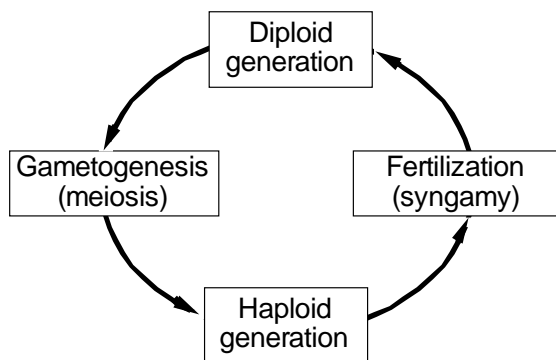 Diploid
generation
Gametogenesis
(meiosis)
Fertilization
(syngamy)
Haploid
generation